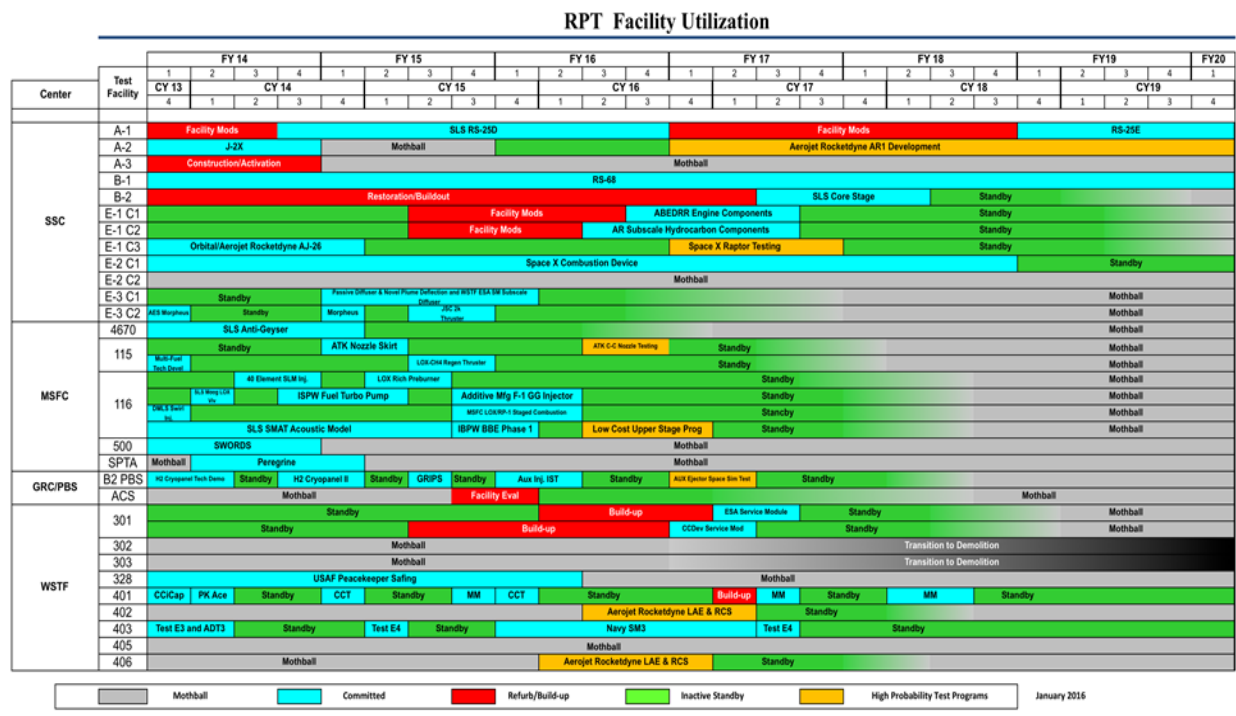 RPT Facility Utilization
FY 14 FY 15 FY 16 FY 17 FY 18 FY19 FY20
1 2 3 4 1 2 3 4 1 2 3 4 1 2 3 4 1 2 3 4 1 2 3 4 1
Center Test Facility CY 13 CY 14 CY 15 CY 16 CY 17 CY 18 CY19
4 1 2 3 4 1 2 3 4 1 2 3 4 1 2 3 4 1 2 3 4 1 2 3 4
SSC
A-1 Facility Mods SLS RS-25D Facility Mods RS-25E
A-2 J-2X Mothball Aerojet Rocketdyne AR1 Development
A-3 Construction/Activation Mothball
B-1 RS-68
B-2 Restoration/Buildout SLS Core Stage Standby
E-1 C1 Facility Mods ABEDRR Engine Components Standby
E-1 C2 Facility Mods AR Subscale Hydrocarbon Components Standby
E-1 C3 Orbital/Aerojet Rocketdyne AJ-26 Space X Raptor Testing Standby
E-2 C1 Space X Combustion Device Standby
E-2 C2 Mothball
E-3 C1 Standby Passive Diffuser & Novel Plume Deflection and WSTF ESA SM Subscale Diffuser Mothball
E-3 C2 AES Morpheus Standby Morpheus JSC 2k Thruster Mothball
MSFC
4670 SLS Anti-Geyser Mothball
115 Standby ATK Nozzle Skirt ATK C-C Nozzle Testing Standby Mothball
Multi-Fuel Tech Devel LOX-CH4 Regen Thruster Standby Mothball
116 40 Element SLM Inj. LOX Rich Preburner Standby Mothball
ISPW Fuel Turbo Pump Additive Mfg F-1 GG Injector Standby Mothball
DMLS Swirl Inj. MSFC LOX/RP-1 Staged Combustion Stancby Mothball
SLS SMAT Acoustic Model IBPW BBE Phase 1 Low Cost Upper Stage Prog Standby Mothball
500 SWORDS Mothball
SPTA Mothball Peregrine Mothball
GRC/PBS
B2 PBS H2 Cryopanel Tech Demo Standby H2 Cryopanel II Standby GRIPS Standby Aux Inj. IST Standby AUX Ejector Space Sim Test Standby
ACS Mothball Facility Eval Mothball
WSTF
301 Standby Build-up ESA Service Module Standby Mothball
Standby Build-up CCDev Service Mod Standby Mothball
302 Mothball Transition to Demolition
303 Mothball Transition to Demolition
328 USAF Peacekeeper Safing Mothball
401 CCiCap PK Ace Standby CCT Standby MM CCT Standby Build-up MM Standby MM Standby
402 Aerojet Rocketdyne LAE & RCS Standby
403 Test E3 and ADT3 Standby Test E4 Standby Navy SM3 Test E4 Standby
405 Mothball
406 Mothball Aerojet Rocketdyne LAE & RCS Standby
Mothball Committed Refurb/Build-up Inactive Standby High Probability Test Programs January 2016